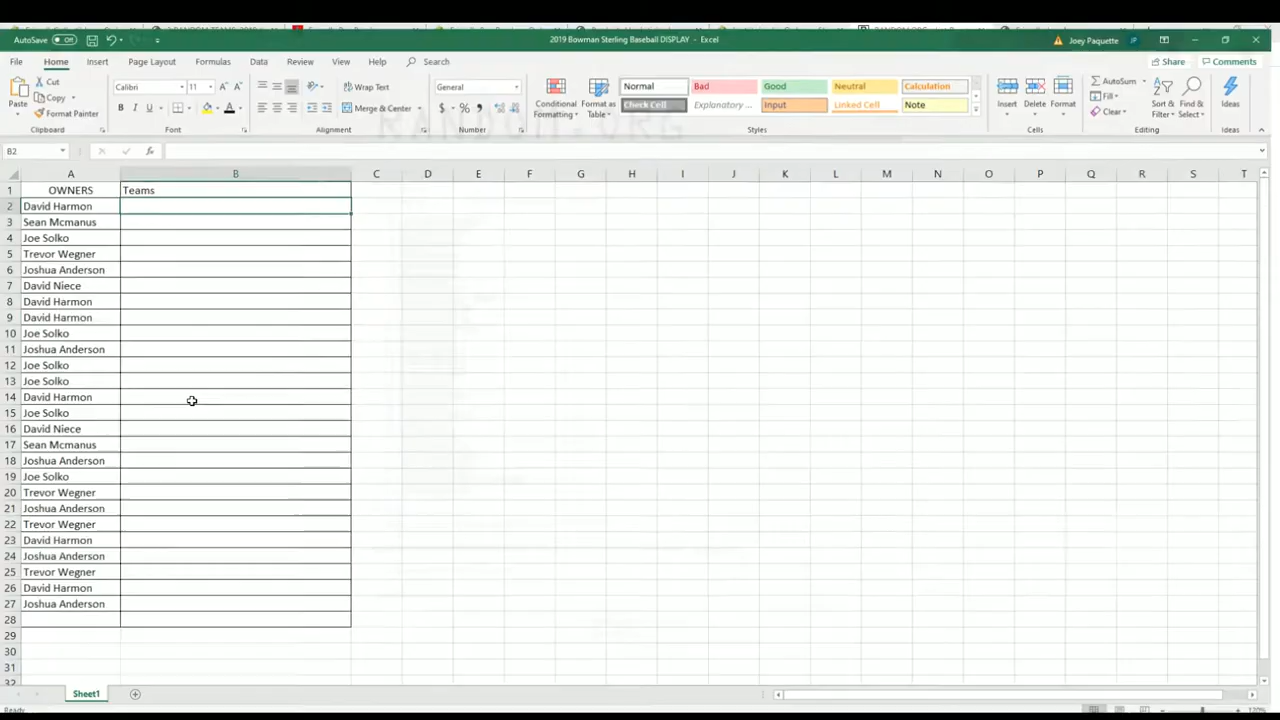 AutoSave Off 2019 Bowman Sterling Baseball DISPLAY - Excel Joey Paquette JP
File Home Insert Page Layout Formulas Data Review View Help Search Share Comments
Paste Cut Copy Format Painter Clipboard
Calibri 11 B I U A Font
Wrap Text Merge & Center Alignment
General $ % Number
Conditional Formatting Format as Table
Normal Bad Good Neutral Calculation
Check Cell Explanatory ... Input Linked Cell Note
Styles
Insert Delete Format Cells
AutoSum Fill Clear Sort & Filter Find & Select Editing
Ideas Ideas
B2 fx
A B C D E F G H I J K L M N O P Q R S T
1 OWNERS Teams
2 David Harmon
3 Sean Mcmanus
4 Joe Solko
5 Trevor Wegner
6 Joshua Anderson
7 David Niece
8 David Harmon
9 David Harmon
10 Joe Solko
11 Joshua Anderson
12 Joe Solko
13 Joe Solko
14 David Harmon
15 Joe Solko
16 David Niece
17 Sean Mcmanus
18 Joshua Anderson
19 Joe Solko
20 Trevor Wegner
21 Joshua Anderson
22 Trevor Wegner
23 David Harmon
24 Joshua Anderson
25 Trevor Wegner
26 David Harmon
27 Joshua Anderson
28
29
30
31
32
Sheet1
Ready 120%